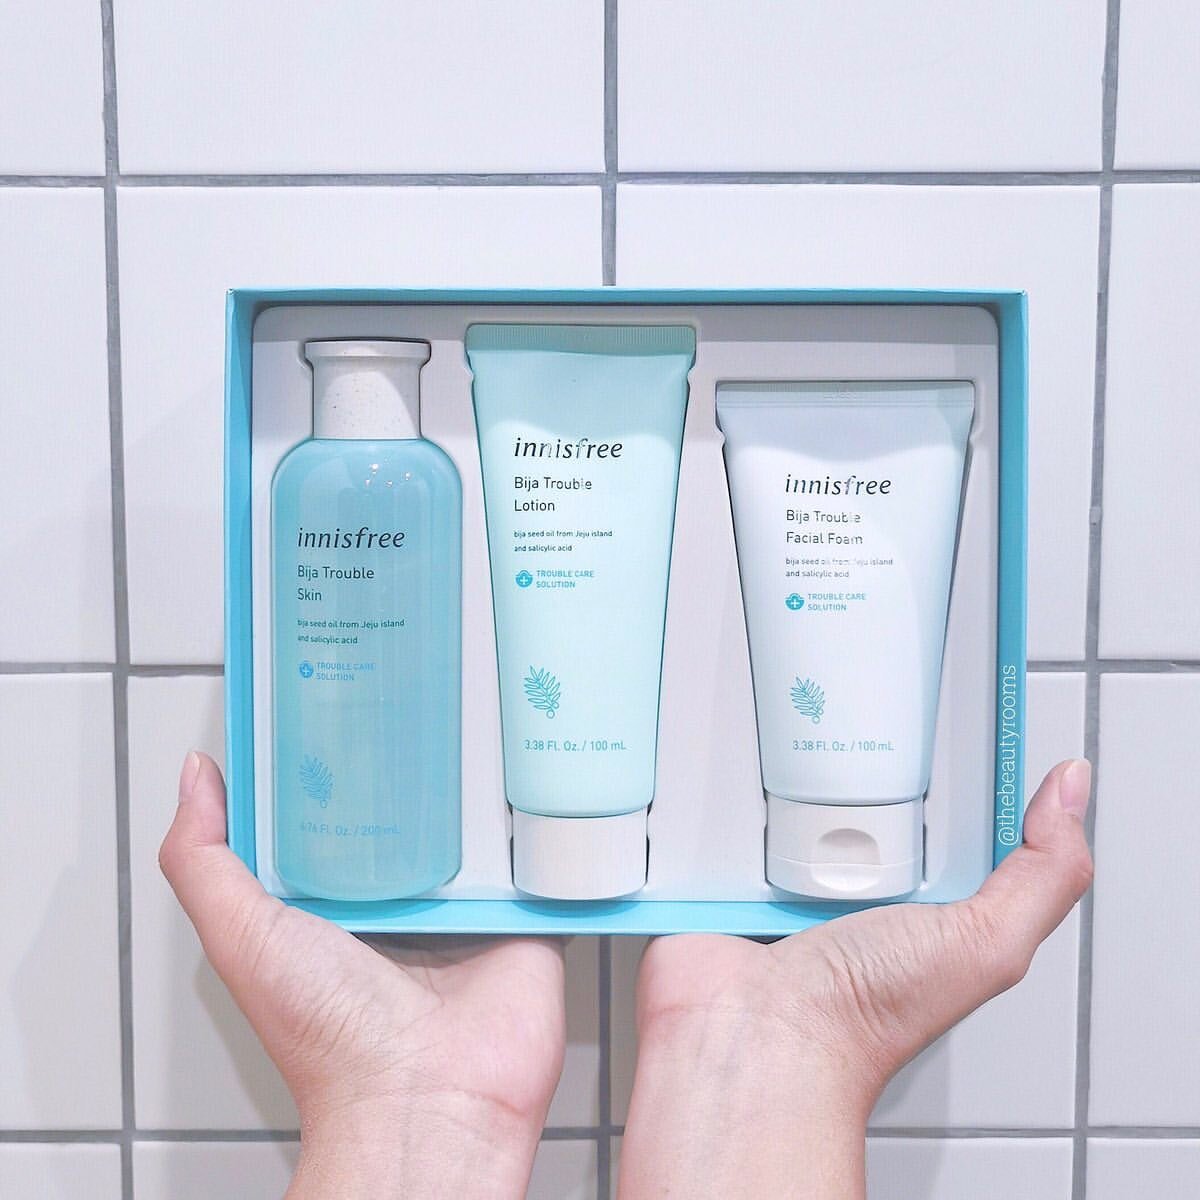 innisfree
Bija Trouble
Skin
bija seed oil from Jeju island
and salicylic acid
TROUBLE CARE
SOLUTION
6.76 Fl. Oz. / 200 mL
innisfree
Bija Trouble
Lotion
bija seed oil from Jeju island
and salicylic acid
TROUBLE CARE
SOLUTION
3.38 Fl. Oz. / 100 mL
innisfree
Bija Trouble
Facial Foam
bija seed oil from Jeju island
and salicylic acid
TROUBLE CARE
SOLUTION
3.38 Fl. Oz. / 100 mL
@thebeautyrooms